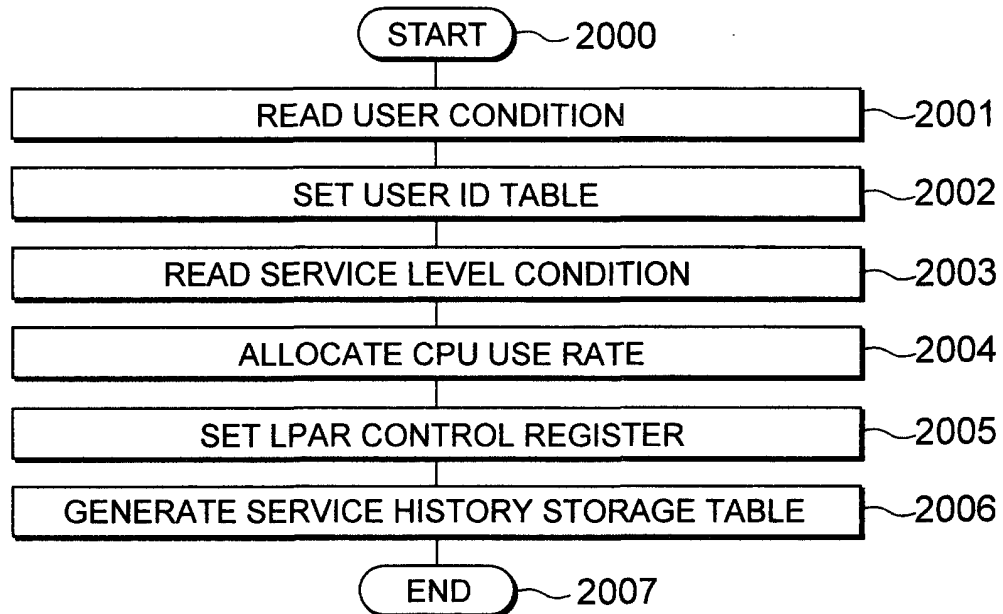 START 2000
READ USER CONDITION 2001
SET USER ID TABLE 2002
READ SERVICE LEVEL CONDITION 2003
ALLOCATE CPU USE RATE 2004
SET LPAR CONTROL REGISTER 2005
GENERATE SERVICE HISTORY STORAGE TABLE 2006
END 2007